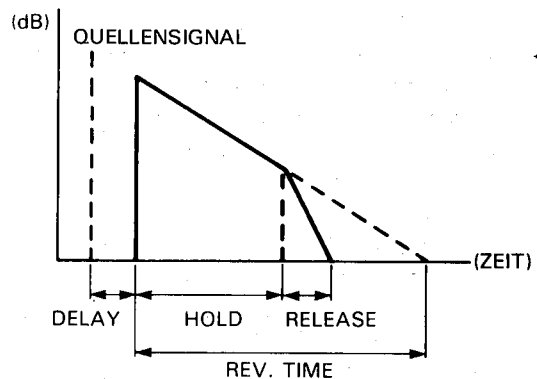 (dB)
QUELLENSIGNAL
(ZEIT)
DELAY HOLD RELEASE
REV. TIME